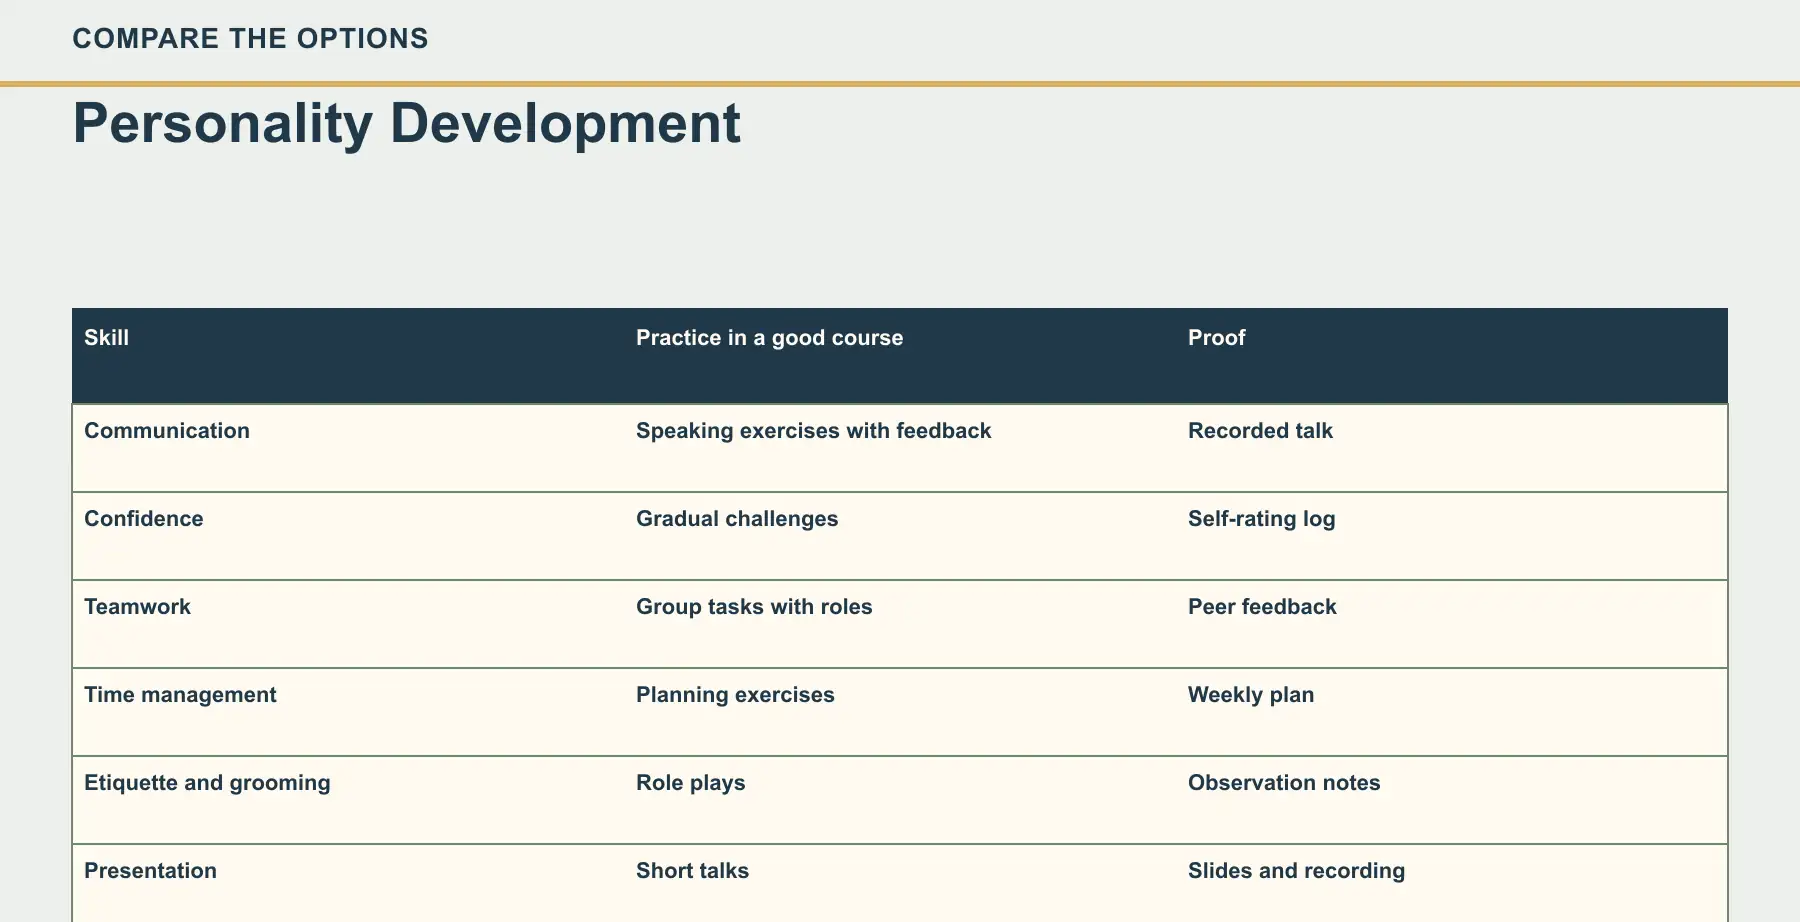 COMPARE THE OPTIONS
Personality Development
Skill Practice in a good course Proof
Communication Speaking exercises with feedback Recorded talk
Confidence Gradual challenges Self-rating log
Teamwork Group tasks with roles Peer feedback
Time management Planning exercises Weekly plan
Etiquette and grooming Role plays Observation notes
Presentation Short talks Slides and recording